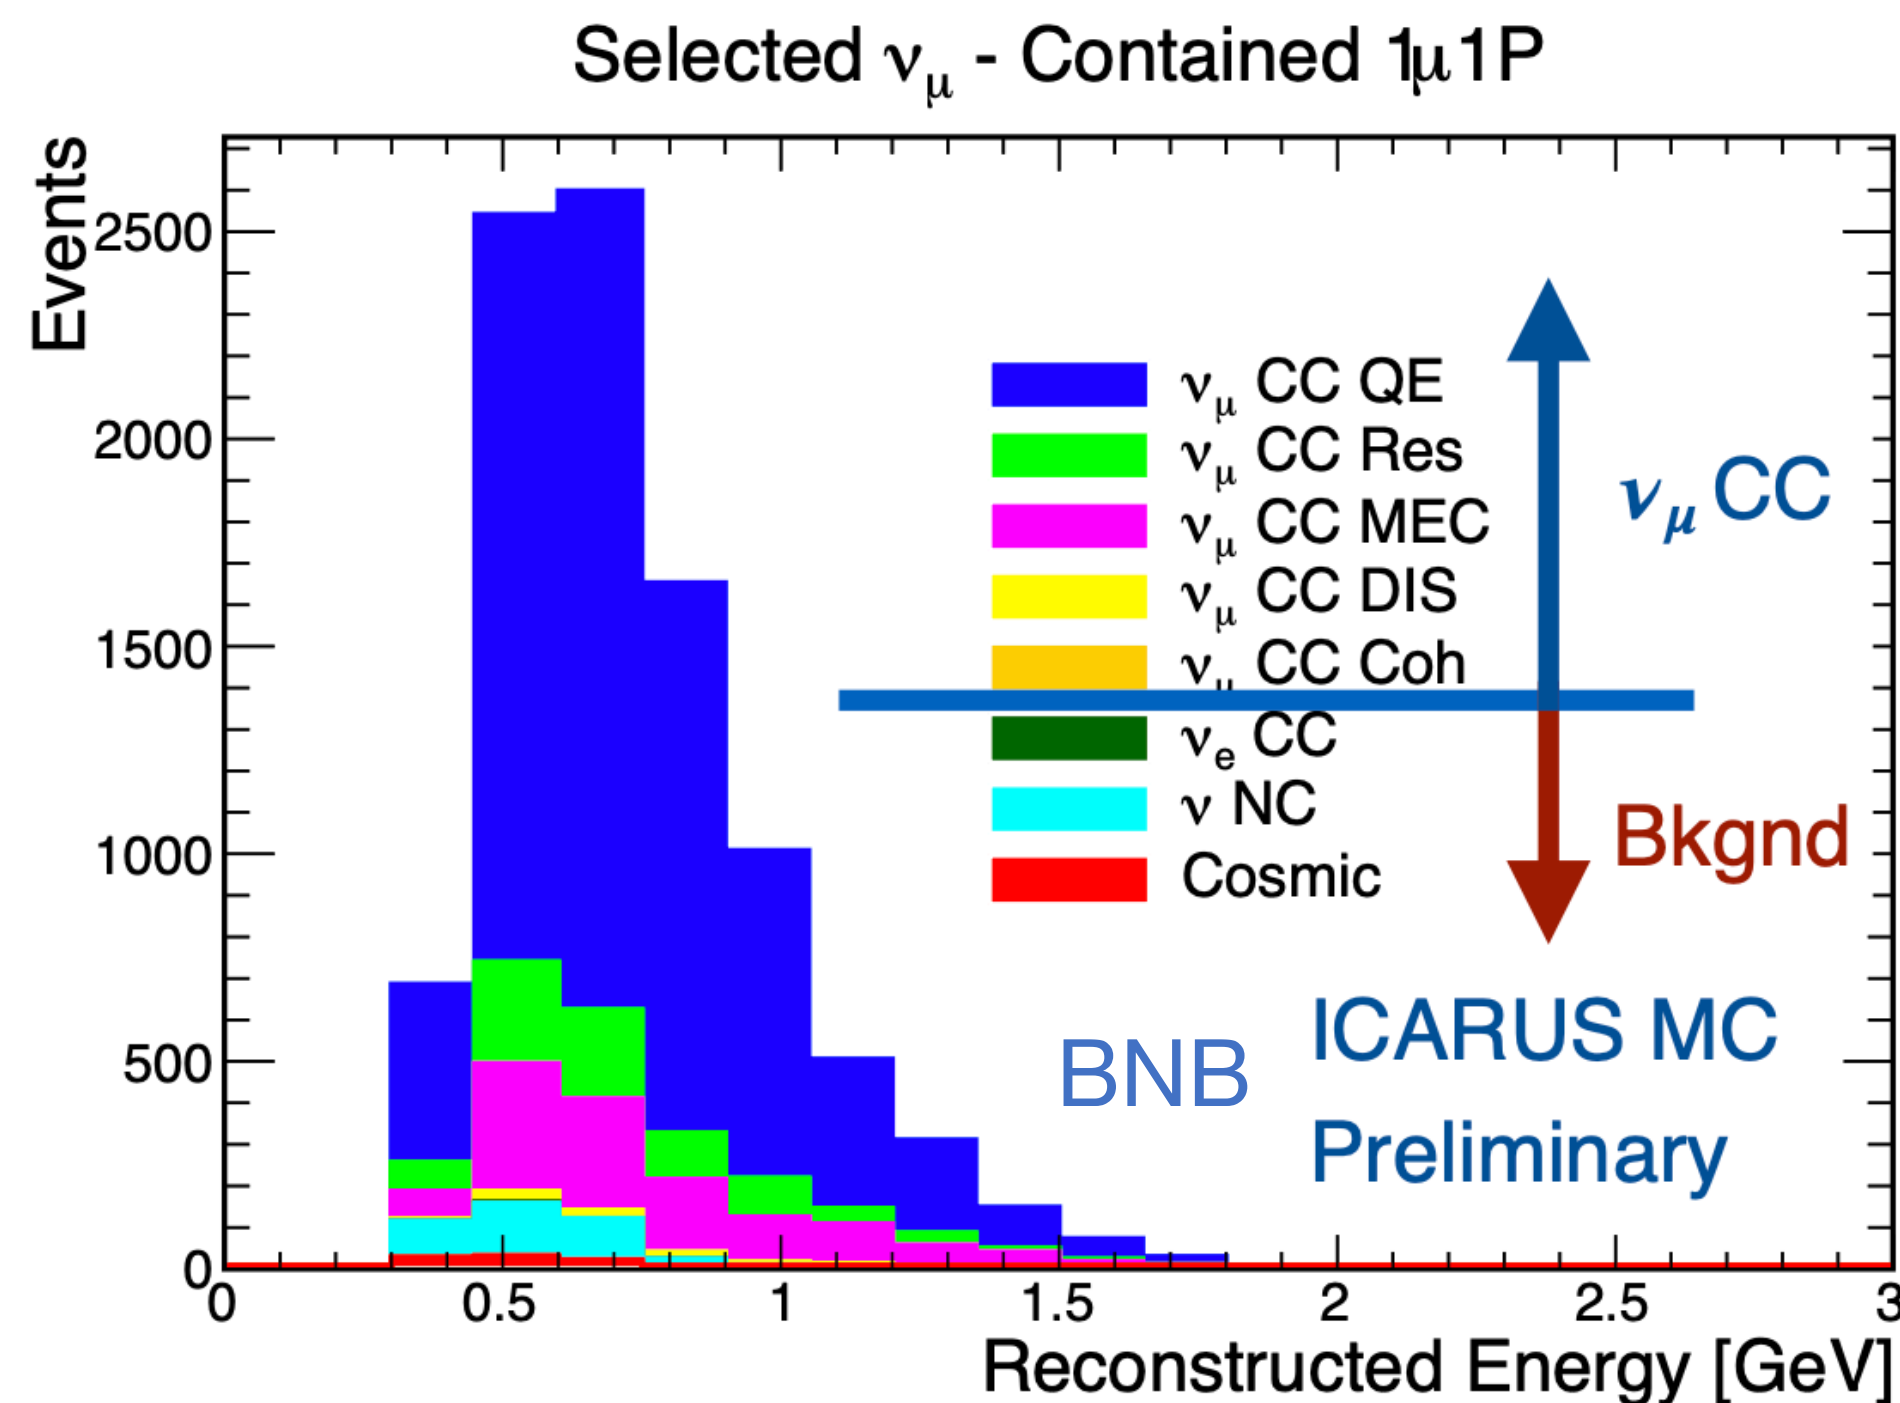 Selected νμ - Contained 1μ1P
Events
2500
2000
1500
1000
500
0
νμ CC QE
νμ CC Res
νμ CC MEC
νμ CC DIS
νμ CC Coh
νe CC
ν NC
Cosmic
νμ CC
Bkgnd
BNB
ICARUS MC
Preliminary
0 0.5 1 1.5 2 2.5 3
Reconstructed Energy [GeV]